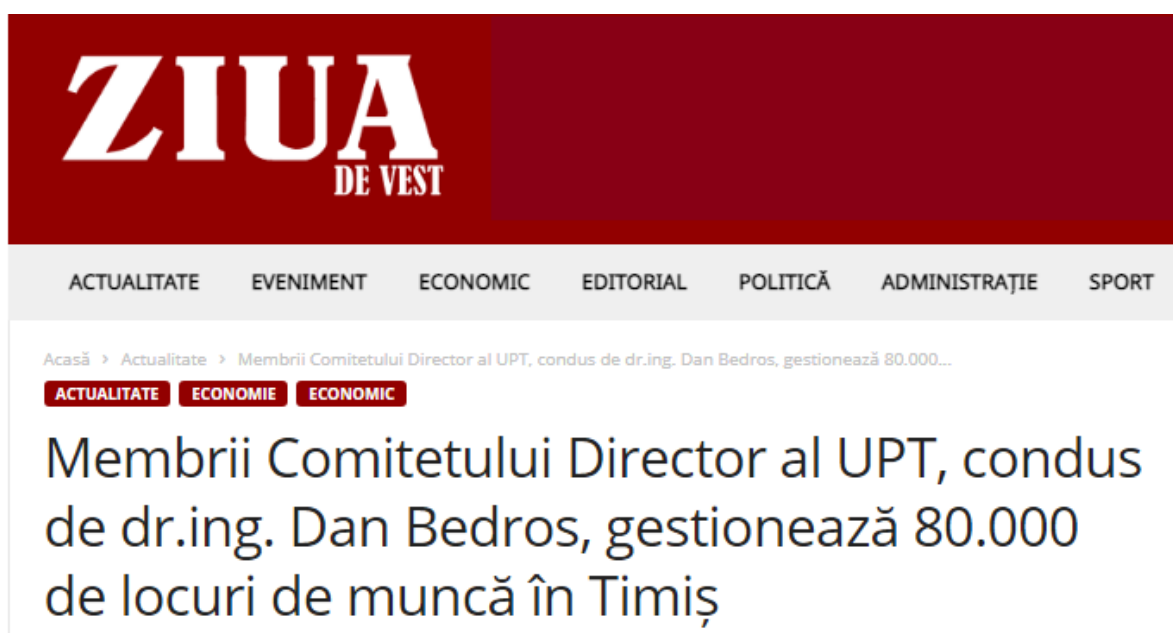 ZIUA
DE VEST
ACTUALITATE EVENIMENT ECONOMIC EDITORIAL POLITICĂ ADMINISTRAȚIE SPORT
Acasă › Actualitate › Membrii Comitetului Director al UPT, condus de dr.ing. Dan Bedros, gestionează 80.000...
ACTUALITATE ECONOMIE ECONOMIC
Membrii Comitetului Director al UPT, condus
de dr.ing. Dan Bedros, gestionează 80.000
de locuri de muncă în Timiș